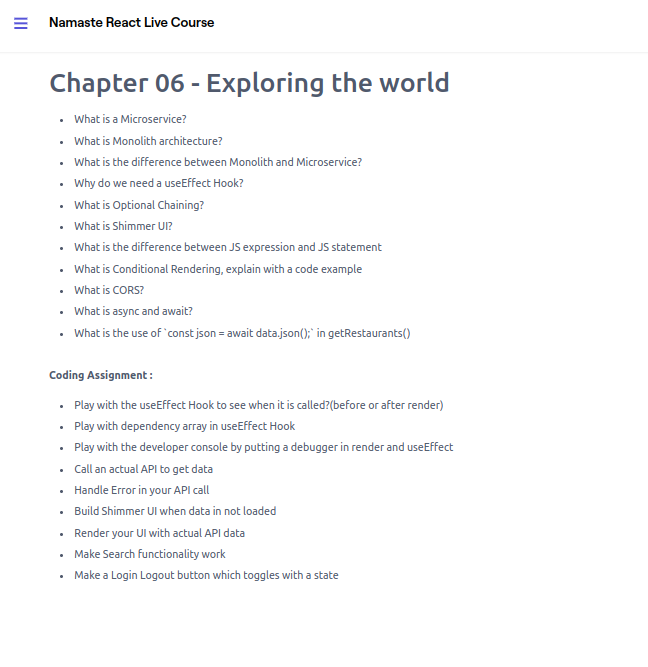 Namaste React Live Course
Chapter 06 - Exploring the world
• What is a Microservice?
• What is Monolith architecture?
• What is the difference between Monolith and Microservice?
• Why do we need a useEffect Hook?
• What is Optional Chaining?
• What is Shimmer UI?
• What is the difference between JS expression and JS statement
• What is Conditional Rendering, explain with a code example
• What is CORS?
• What is async and await?
• What is the use of `const json = await data.json();` in getRestaurants()
Coding Assignment :
• Play with the useEffect Hook to see when it is called?(before or after render)
• Play with dependency array in useEffect Hook
• Play with the developer console by putting a debugger in render and useEffect
• Call an actual API to get data
• Handle Error in your API call
• Build Shimmer UI when data in not loaded
• Render your UI with actual API data
• Make Search functionality work
• Make a Login Logout button which toggles with a state